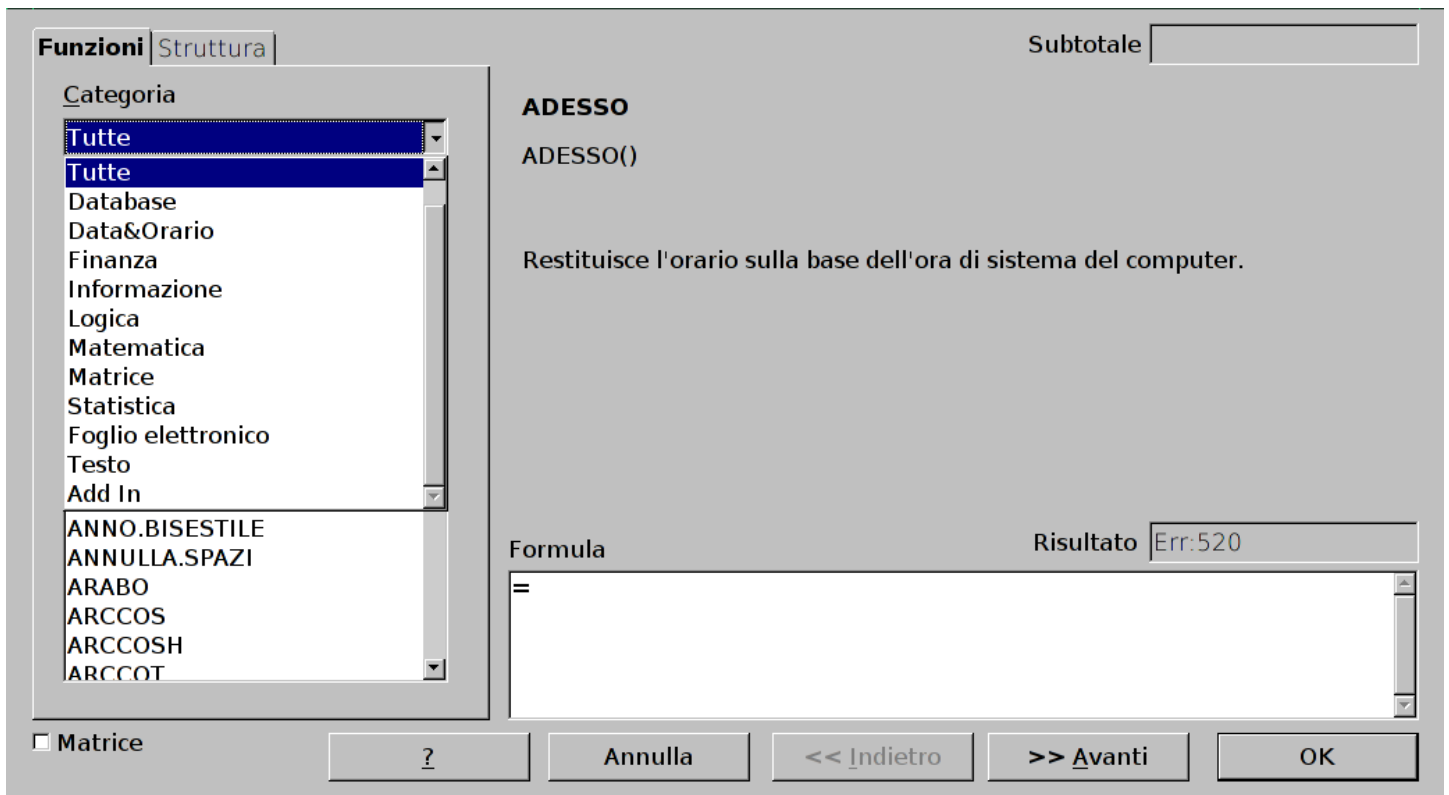 Funzioni Struttura
Subtotale
Categoria
Tutte
Tutte
Database
Data&Orario
Finanza
Informazione
Logica
Matematica
Matrice
Statistica
Foglio elettronico
Testo
Add In
ANNO.BISESTILE
ANNULLA.SPAZI
ARABO
ARCCOS
ARCCOSH
ARCCOT
ADESSO
ADESSO()
Restituisce l'orario sulla base dell'ora di sistema del computer.
Formula
Risultato Err:520
=
Matrice
?
Annulla
<< Indietro
>> Avanti
OK